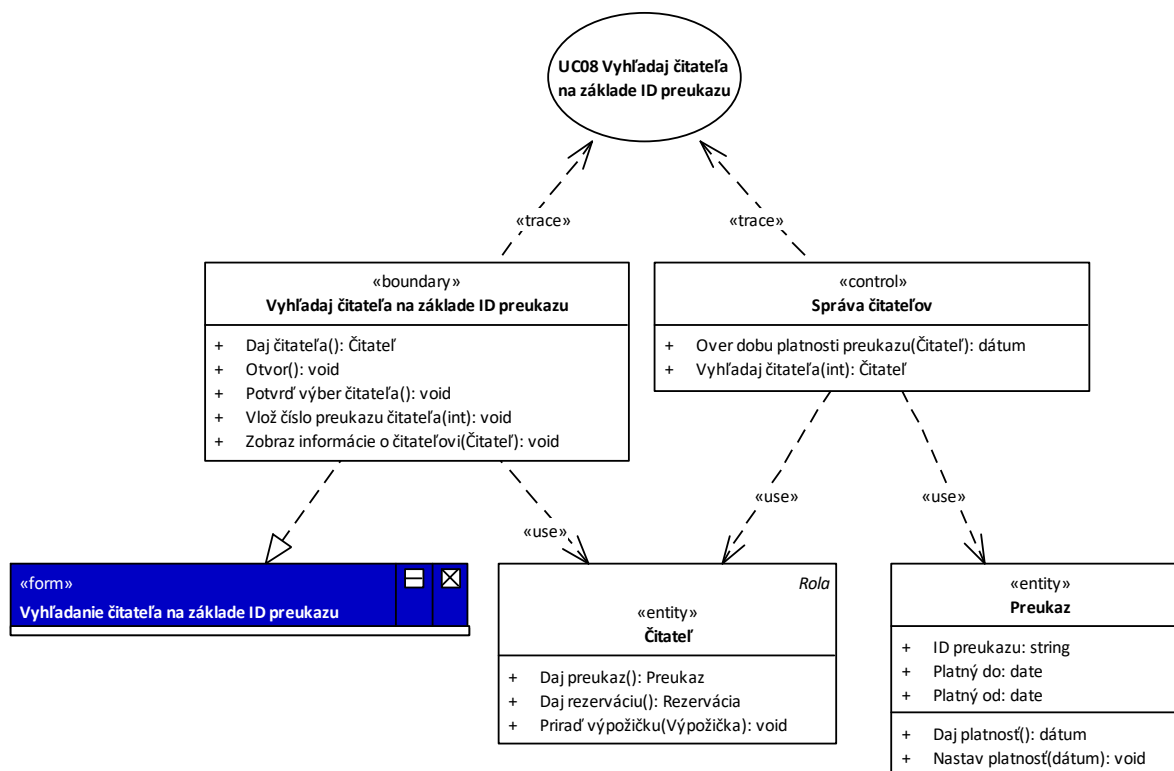 UC08 Vyhľadaj čitateľa
na základe ID preukazu
«trace»
«trace»
«boundary»
Vyhľadaj čitateľa na základe ID preukazu
+ Daj čitateľa(): Čitateľ
+ Otvor(): void
+ Potvrď výber čitateľa(): void
+ Vlož číslo preukazu čitateľa(int): void
+ Zobraz informácie o čitateľovi(Čitateľ): void
«control»
Správa čitateľov
+ Over dobu platnosti preukazu(Čitateľ): dátum
+ Vyhľadaj čitateľa(int): Čitateľ
«use»
«use»
«use»
«form»
Vyhľadanie čitateľa na základe ID preukazu
Rola
«entity»
Čitateľ
+ Daj preukaz(): Preukaz
+ Daj rezerváciu(): Rezervácia
+ Priraď výpožičku(Výpožička): void
«entity»
Preukaz
+ ID preukazu: string
+ Platný do: date
+ Platný od: date
+ Daj platnosť(): dátum
+ Nastav platnosť(dátum): void